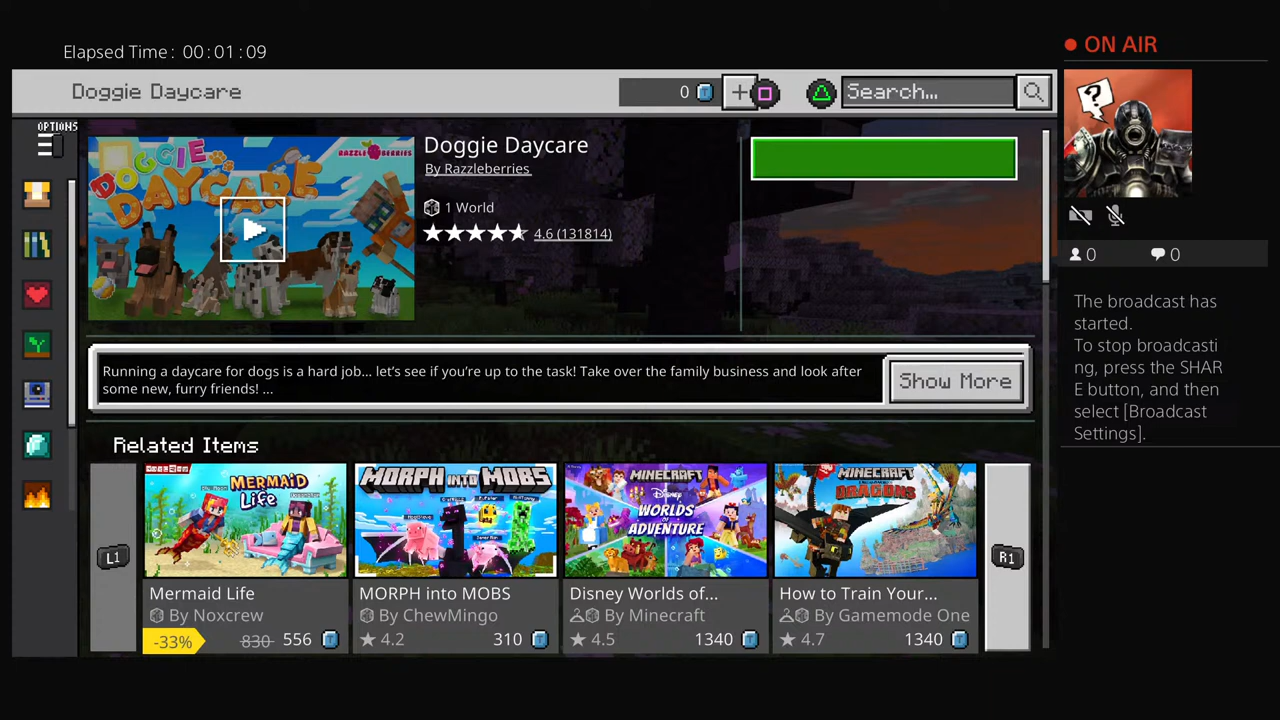 Elapsed Time: 00:01:09
ON AIR
Doggie Daycare
0
Search...
OPTIONS
DOGGIE
DAYCARE
RAZZLEBERRIES
Doggie Daycare
By Razzleberries
1 World
4.6 (131814)
0
0
The broadcast has
started.
To stop broadcasti
ng, press the SHAR
E button, and then
select [Broadcast
Settings].
Running a daycare for dogs is a hard job... let's see if you're up to the task! Take over the family business and look after
some new, furry friends! ...
Show More
Related Items
L1
MERMAID
LIFE
MORPH INTO MOBS
MINECRAFT
Disney
WORLDS
OF
ADVENTURE
MINECRAFT
DRAGONS
R1
Mermaid Life
By Noxcrew
-33% 830 556
MORPH into MOBS
By ChewMingo
4.2 310
Disney Worlds of...
By Minecraft
4.5 1340
How to Train Your...
By Gamemode One
4.7 1340